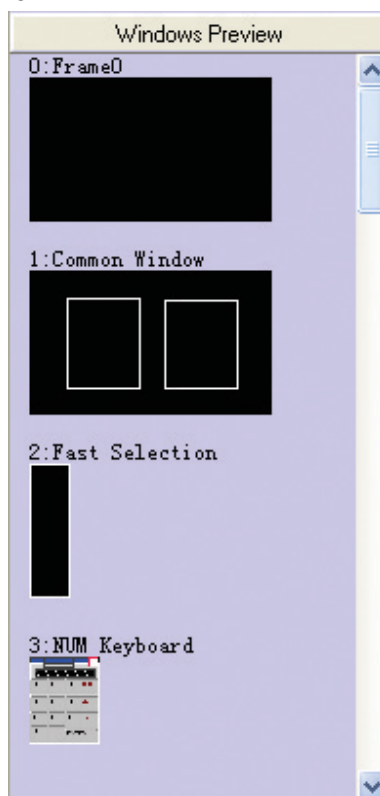 Windows Preview
0:Frame0
1:Common Window
2:Fast Selection
3:NUM Keyboard